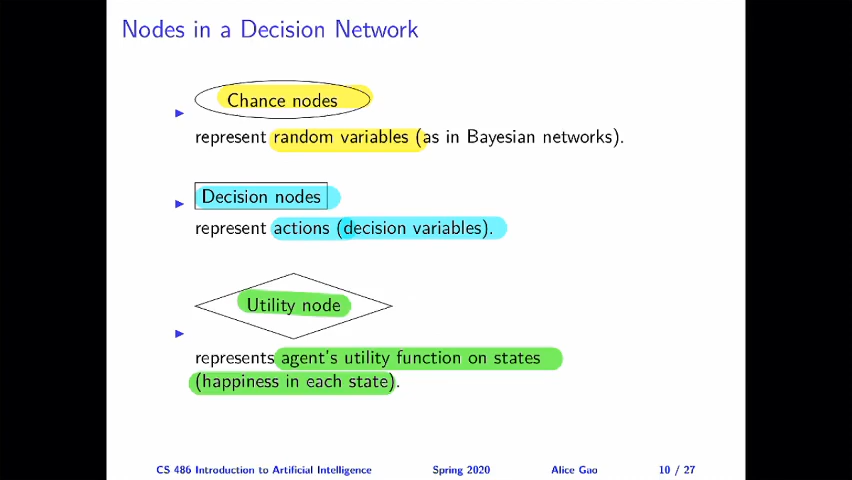 Nodes in a Decision Network
Chance nodes
represent random variables (as in Bayesian networks).
Decision nodes
represent actions (decision variables).
Utility node
represents agent's utility function on states
(happiness in each state).
CS 486 Introduction to Artificial Intelligence Spring 2020 Alice Gao 10 / 27